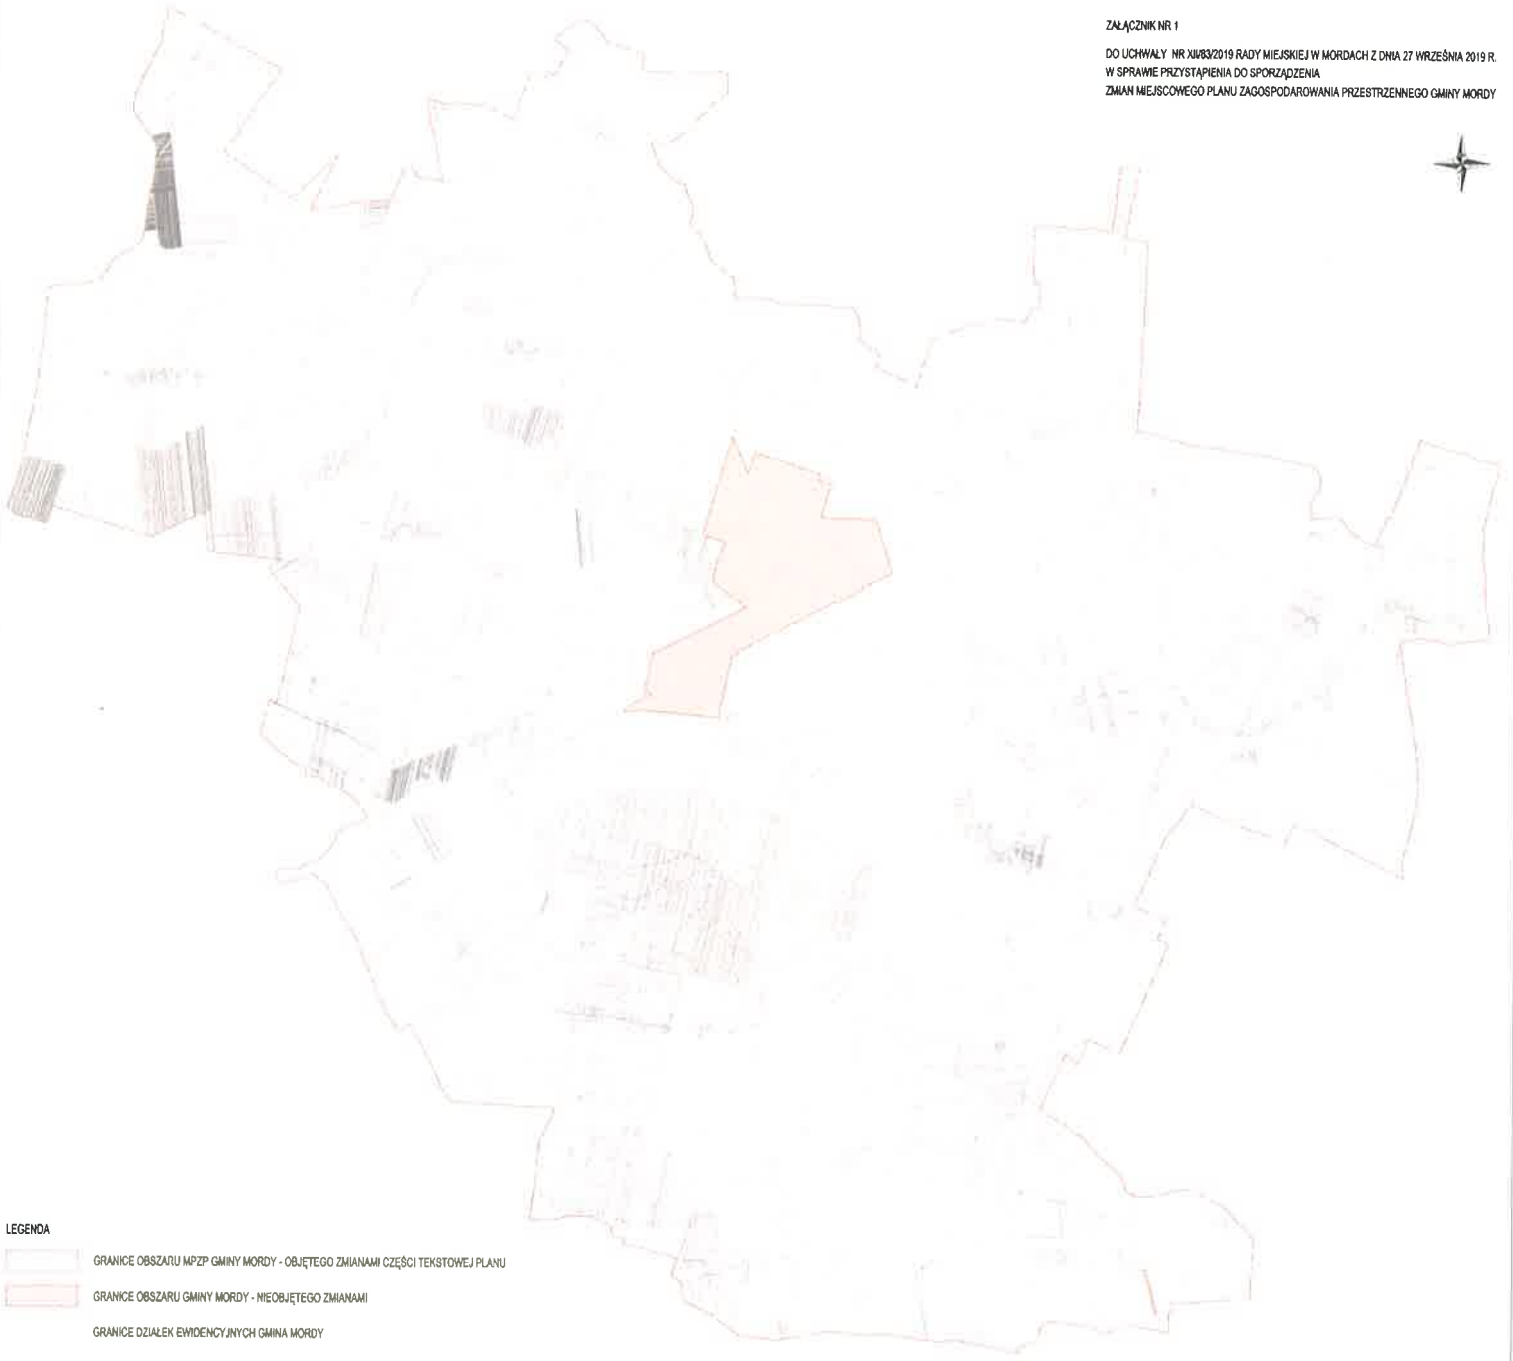 ZAŁĄCZNIK NR 1
DO UCHWAŁY NR XII/83/2019 RADY MIEJSKIEJ W MORDACH Z DNIA 27 WRZEŚNIA 2019 R.
W SPRAWIE PRZYSTĄPIENIA DO SPORZĄDZENIA
ZMIAN MIEJSCOWEGO PLANU ZAGOSPODAROWANIA PRZESTRZENNEGO GMINY MORDY
LEGENDA
GRANICE OBSZARU MPZP GMINY MORDY - OBJĘTEGO ZMIANAMI CZĘŚCI TEKSTOWEJ PLANU
GRANICE OBSZARU GMINY MORDY - NIEOBJĘTEGO ZMIANAMI
GRANICE DZIAŁEK EWIDENCYJNYCH GMINA MORDY